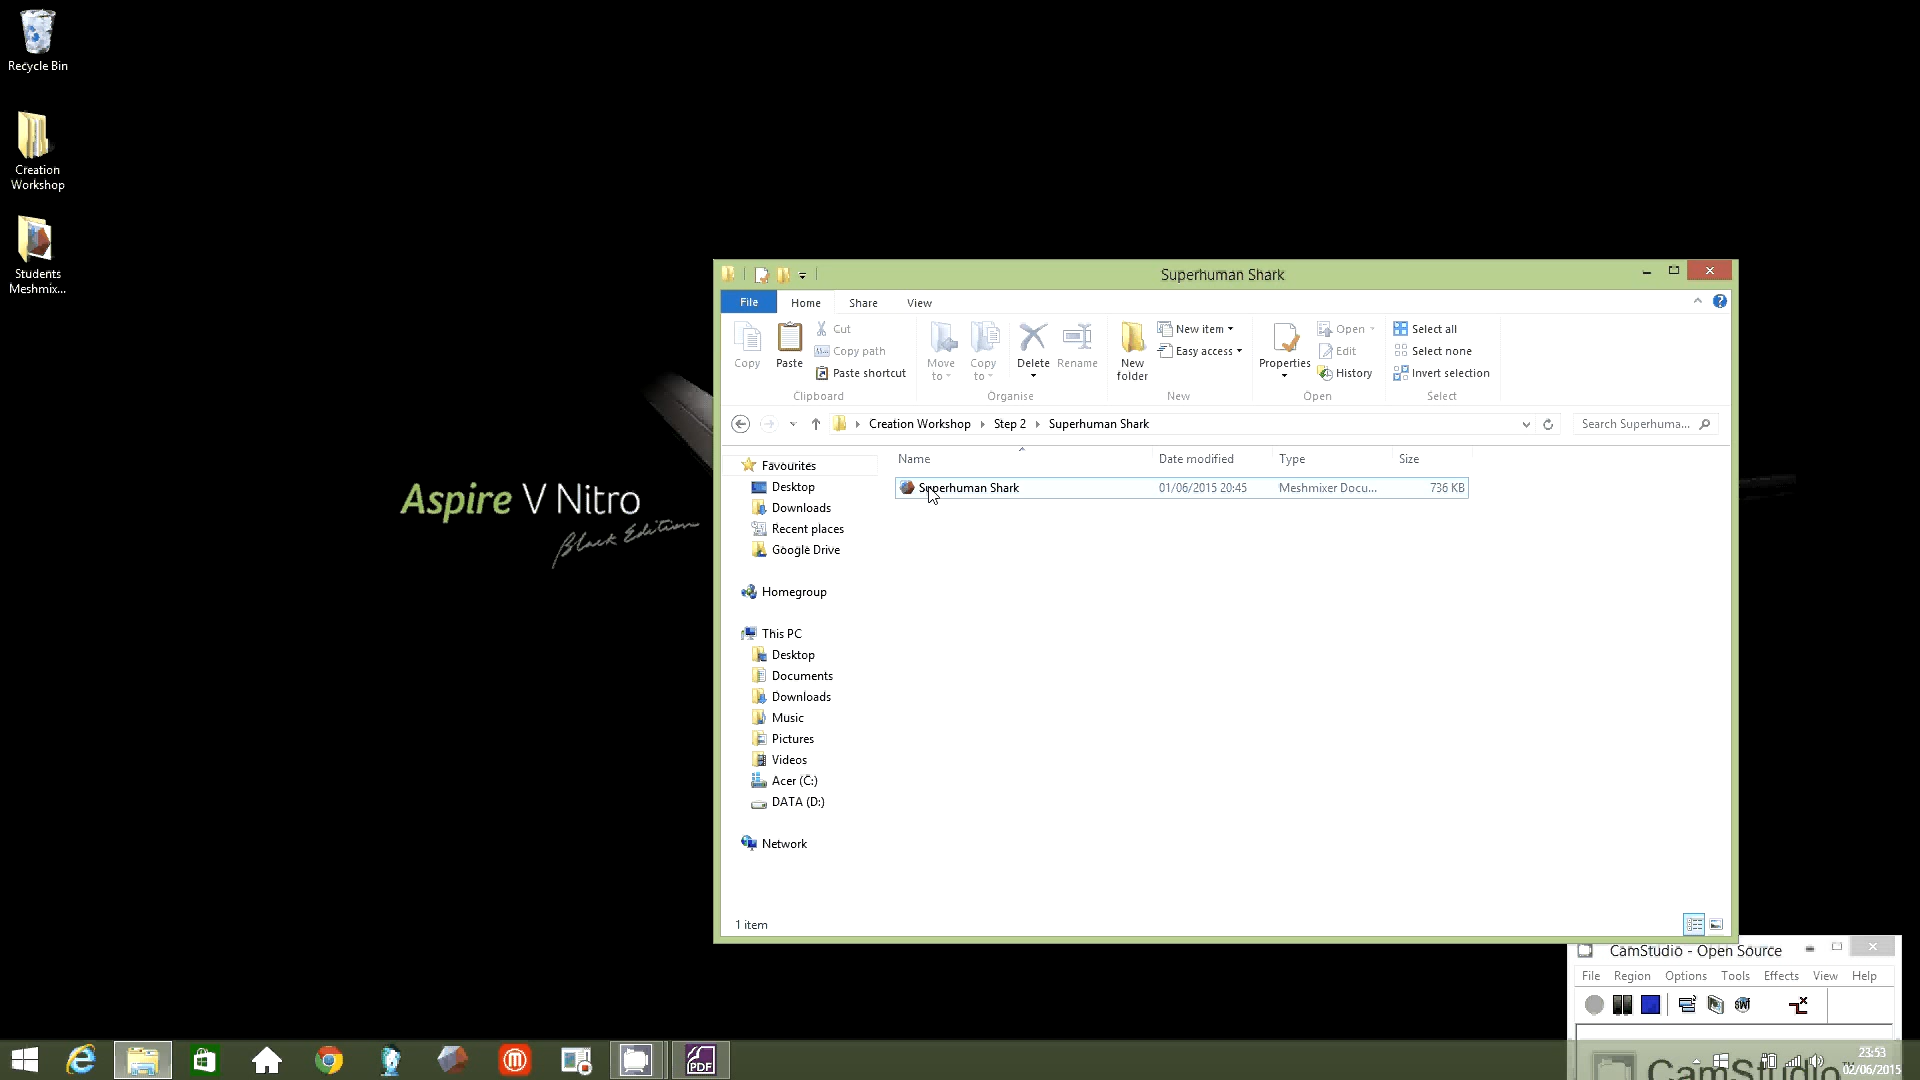 Recycle Bin
Creation
Workshop
Students
Meshmix...
Aspire V Nitro
Black Edition
Superhuman Shark
File Home Share View
Copy
Paste
Cut
Copy path
Paste shortcut
Clipboard
Move
to
Copy
to
Delete
Rename
Organise
New
folder
New item
Easy access
New
Properties
Open
Edit
History
Open
Select all
Select none
Invert selection
Select
Creation Workshop Step 2 Superhuman Shark
Search Superhuma...
Name Date modified Type Size
Superhuman Shark 01/06/2015 20:45 Meshmixer Docu... 736 KB
Favourites
Desktop
Downloads
Recent places
Google Drive
Homegroup
This PC
Desktop
Documents
Downloads
Music
Pictures
Videos
Acer (C:)
DATA (D:)
Network
1 item
CamStudio - Open Source
File Region Options Tools Effects View Help
SWF
CamStudio
PDF
23:53
02/06/2015